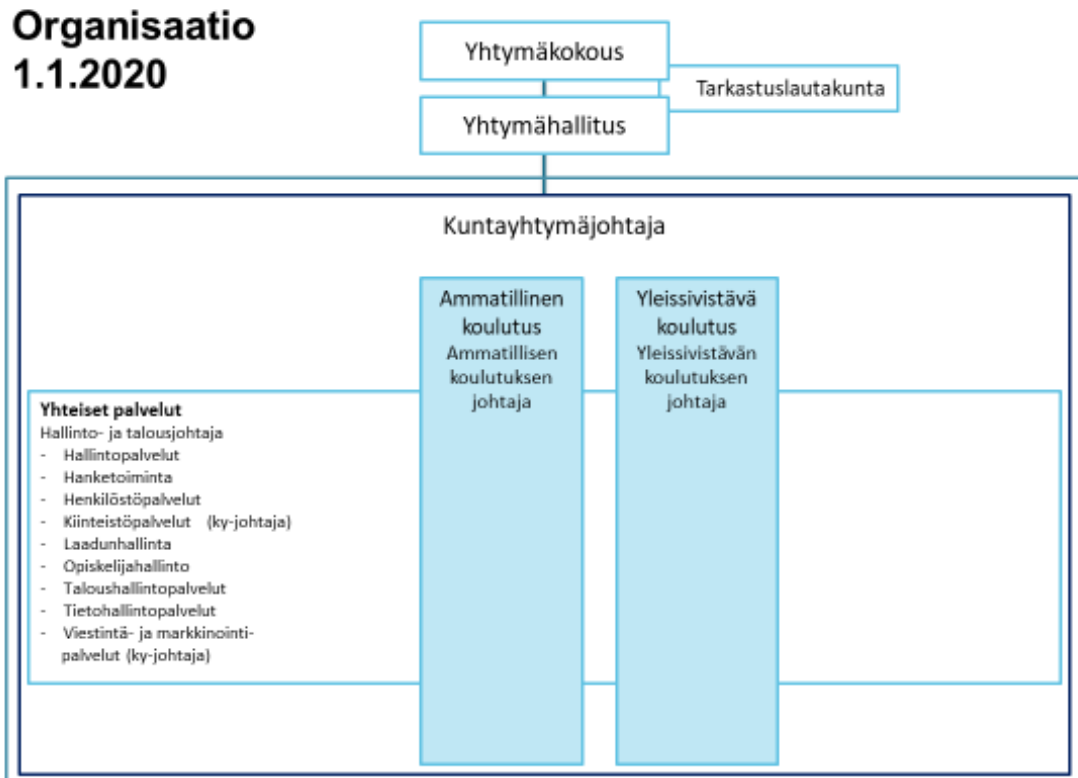 Organisaatio
1.1.2020
Yhtymäkokous
Tarkastuslautakunta
Yhtymähallitus
Kuntayhtymäjohtaja
Ammatillinen
koulutus
Ammatillisen
koulutuksen
johtaja
Yleissivistävä
koulutus
Yleissivistävän
koulutuksen
johtaja
Yhteiset palvelut
Hallinto- ja talousjohtaja
- Hallintopalvelut
- Hanketoiminta
- Henkilöstöpalvelut
- Kiinteistöpalvelut (ky-johtaja)
- Laadunhallinta
- Opiskelijahallinto
- Taloushallintopalvelut
- Tietohallintopalvelut
- Viestintä- ja markkinointi-
palvelut (ky-johtaja)